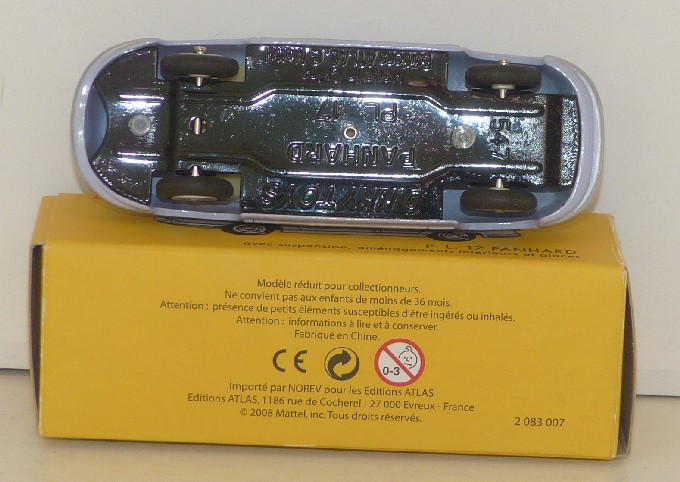 PL 17
PANHARD
DINKY TOYS
547
P. L. 17 PANHARD
avec suspension, aménagements intérieurs et glaces
Modèle réduit pour collectionneurs.
Ne convient pas aux enfants de moins de 36 mois.
Attention : présence de petits éléments susceptibles d'être ingérés ou inhalés.
Attention : informations à lire et à conserver.
Fabriqué en Chine.
CE
0-3
Importé par NOREV pour les Editions ATLAS
Editions ATLAS, 1186 rue de Cocherel - 27 000 Evreux - France
© 2008 Mattel, inc. Tous droits réservés.
2 083 007